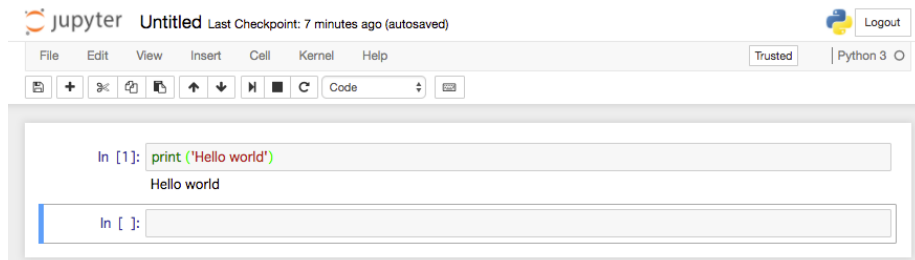 jupyter Untitled Last Checkpoint: 7 minutes ago (autosaved) Logout
File Edit View Insert Cell Kernel Help Trusted Python 3
Code
In [1]: print ('Hello world')
Hello world
In [ ]: